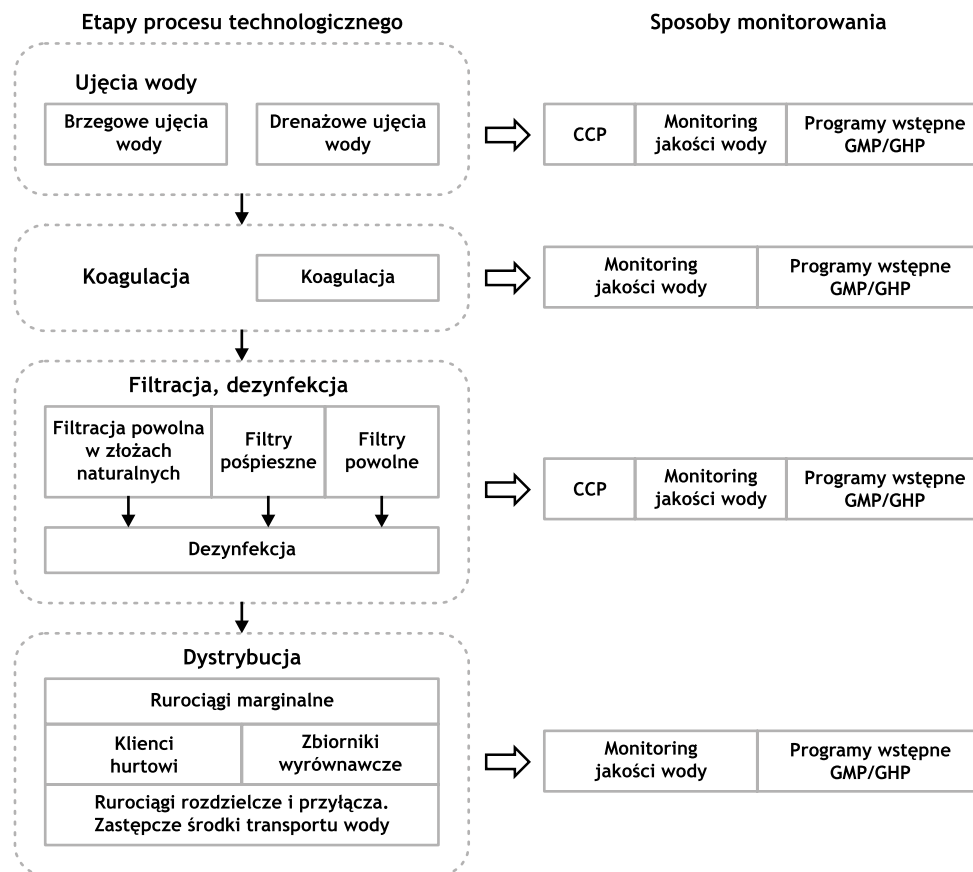 Etapy procesu technologicznego
Sposoby monitorowania
Ujęcia wody
Brzegowe ujęcia
wody
Drenażowe ujęcia
wody
CCP
Monitoring
jakości wody
Programy wstępne
GMP/GHP
Koagulacja
Koagulacja
Monitoring
jakości wody
Programy wstępne
GMP/GHP
Filtracja, dezynfekcja
Filtracja powolna
w złożach
naturalnych
Filtry
pośpieszne
Filtry
powolne
Dezynfekcja
CCP
Monitoring
jakości wody
Programy wstępne
GMP/GHP
Dystrybucja
Rurociągi marginalne
Klienci
hurtowi
Zbiorniki
wyrównawcze
Rurociągi rozdzielcze i przyłącza.
Zastępcze środki transportu wody
Monitoring
jakości wody
Programy wstępne
GMP/GHP